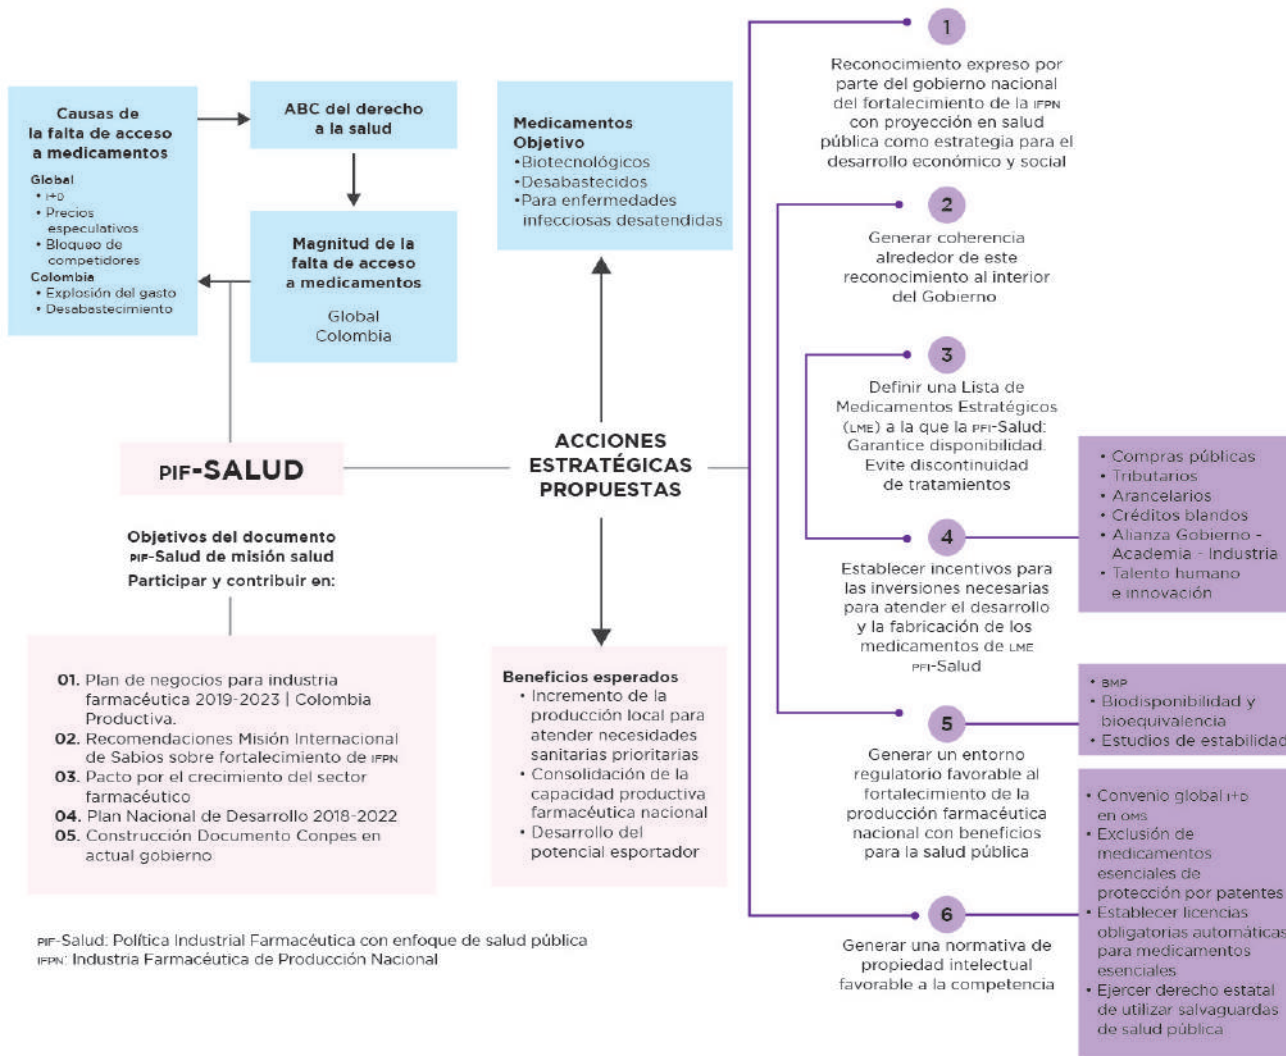 Causas de
la falta de acceso
a medicamentos
Global
• I+D
• Precios
especulativos
• Bloqueo de
competidores
Colombia
• Explosión del gasto
• Desabastecimiento
ABC del derecho
a la salud
Magnitud de la
falta de acceso
a medicamentos
Global
Colombia
PIF-SALUD
Objetivos del documento
PIF-Salud de misión salud
Participar y contribuir en:
01. Plan de negocios para industria
farmacéutica 2019-2023 | Colombia
Productiva.
02. Recomendaciones Misión Internacional
de Sabios sobre fortalecimiento de IFPN
03. Pacto por el crecimiento del sector
farmacéutico
04. Plan Nacional de Desarrollo 2018-2022
05. Construcción Documento Conpes en
actual gobierno
PIF-Salud: Política Industrial Farmacéutica con enfoque de salud pública
IFPN: Industria Farmacéutica de Producción Nacional
Medicamentos
Objetivo
•Biotecnológicos
•Desabastecidos
•Para enfermedades
infecciosas desatendidas
ACCIONES
ESTRATÉGICAS
PROPUESTAS
Beneficios esperados
• Incremento de la
producción local para
atender necesidades
sanitarias prioritarias
• Consolidación de la
capacidad productiva
farmacéutica nacional
• Desarrollo del
potencial esportador
1
Reconocimiento expreso por
parte del gobierno nacional
del fortalecimiento de la IFPN
con proyección en salud
pública como estrategia para el
desarrollo económico y social
2
Generar coherencia
alrededor de este
reconocimiento al interior
del Gobierno
3
Definir una Lista de
Medicamentos Estratégicos
(LME) a la que la PFI-Salud:
Garantice disponibilidad.
Evite discontinuidad
de tratamientos
4
Establecer incentivos para
las inversiones necesarias
para atender el desarrollo
y la fabricación de los
medicamentos de LME
PFI-Salud
• Compras públicas
• Tributarios
• Arancelarios
• Créditos blandos
• Alianza Gobierno -
Academia - Industria
• Talento humano
e innovación
5
Generar un entorno
regulatorio favorable al
fortalecimiento de la
producción farmacéutica
nacional con beneficios
para la salud pública
• BMP
• Biodisponibilidad y
bioequivalencia
• Estudios de estabilidad
6
Generar una normativa de
propiedad intelectual
favorable a la competencia
• Convenio global I+D
en OMS
• Exclusión de
medicamentos
esenciales de
protección por patentes
• Establecer licencias
obligatorias automáticas
para medicamentos
esenciales
• Ejercer derecho estatal
de utilizar salvaguardas
de salud pública